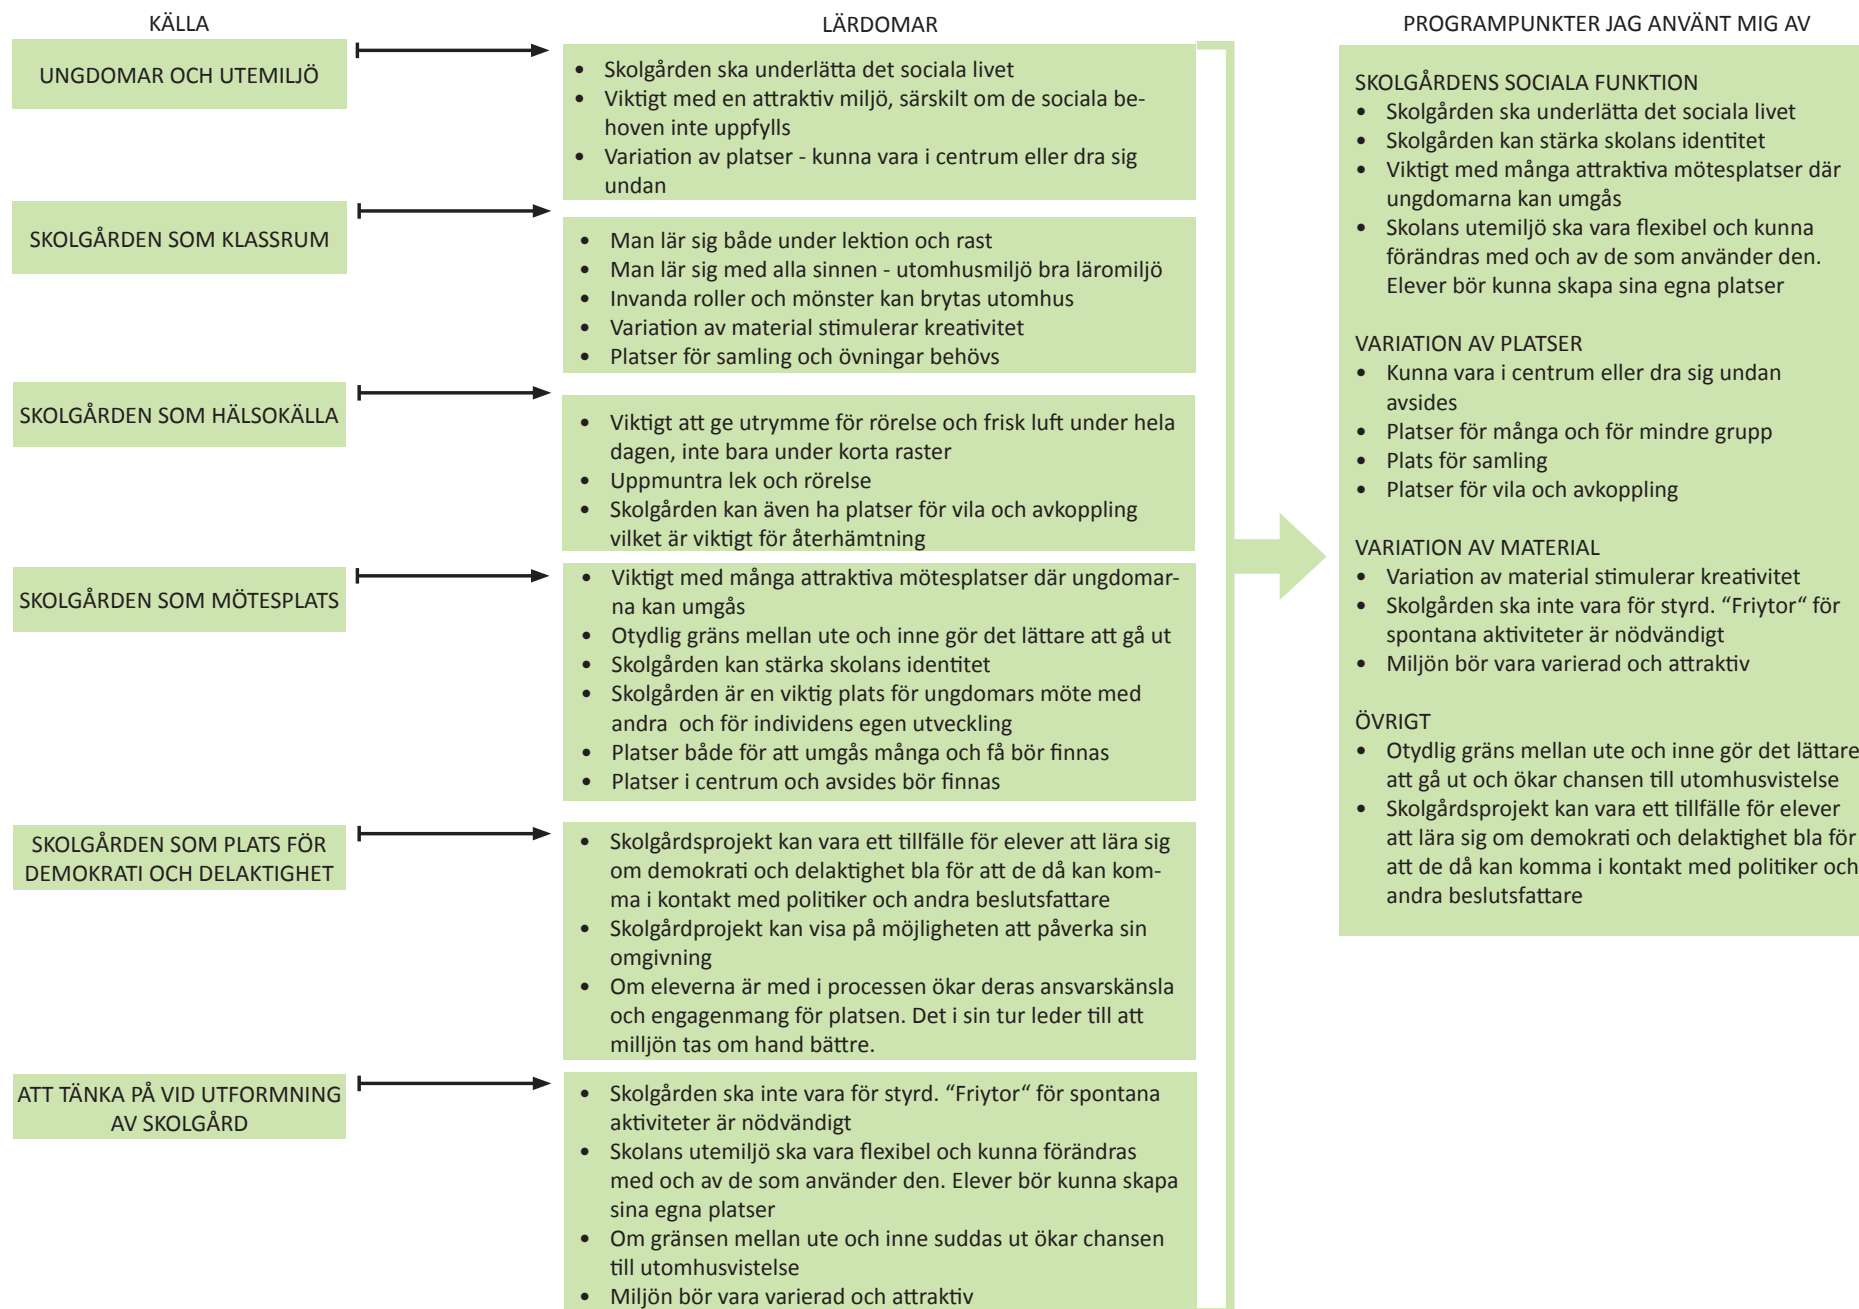 KÄLLA
UNGDOMAR OCH UTEMILJÖ
SKOLGÅRDEN SOM KLASSRUM
SKOLGÅRDEN SOM HÄLSOKÄLLA
SKOLGÅRDEN SOM MÖTESPLATS
SKOLGÅRDEN SOM PLATS FÖR
DEMOKRATI OCH DELAKTIGHET
ATT TÄNKA PÅ VID UTFORMNING
AV SKOLGÅRD
LÄRDOMAR
• Skolgården ska underlätta det sociala livet
• Viktigt med en attraktiv miljö, särskilt om de sociala be-
hoven inte uppfylls
• Variation av platser - kunna vara i centrum eller dra sig
undan
• Man lär sig både under lektion och rast
• Man lär sig med alla sinnen - utomhusmiljö bra läromiljö
• Invanda roller och mönster kan brytas utomhus
• Variation av material stimulerar kreativitet
• Platser för samling och övningar behövs
• Viktigt att ge utrymme för rörelse och frisk luft under hela
dagen, inte bara under korta raster
• Uppmuntra lek och rörelse
• Skolgården kan även ha platser för vila och avkoppling
vilket är viktigt för återhämtning
• Viktigt med många attraktiva mötesplatser där ungdomar-
na kan umgås
• Otydlig gräns mellan ute och inne gör det lättare att gå ut
• Skolgården kan stärka skolans identitet
• Skolgården är en viktig plats för ungdomars möte med
andra och för individens egen utveckling
• Platser både för att umgås många och få bör finnas
• Platser i centrum och avsides bör finnas
• Skolgårdsprojekt kan vara ett tillfälle för elever att lära sig
om demokrati och delaktighet bla för att de då kan kom-
ma i kontakt med politiker och andra beslutsfattare
• Skolgårdprojekt kan visa på möjligheten att påverka sin
omgivning
• Om eleverna är med i processen ökar deras ansvarskänsla
och engagenmang för platsen. Det i sin tur leder till att
milljön tas om hand bättre.
• Skolgården ska inte vara för styrd. “Friytor“ för spontana
aktiviteter är nödvändigt
• Skolans utemiljö ska vara flexibel och kunna förändras
med och av de som använder den. Elever bör kunna skapa
sina egna platser
• Om gränsen mellan ute och inne suddas ut ökar chansen
till utomhusvistelse
• Miljön bör vara varierad och attraktiv
PROGRAMPUNKTER JAG ANVÄNT MIG AV
SKOLGÅRDENS SOCIALA FUNKTION
• Skolgården ska underlätta det sociala livet
• Skolgården kan stärka skolans identitet
• Viktigt med många attraktiva mötesplatser där
ungdomarna kan umgås
• Skolans utemiljö ska vara flexibel och kunna
förändras med och av de som använder den.
Elever bör kunna skapa sina egna platser
VARIATION AV PLATSER
• Kunna vara i centrum eller dra sig undan
avsides
• Platser för många och för mindre grupp
• Plats för samling
• Platser för vila och avkoppling
VARIATION AV MATERIAL
• Variation av material stimulerar kreativitet
• Skolgården ska inte vara för styrd. “Friytor“ för
spontana aktiviteter är nödvändigt
• Miljön bör vara varierad och attraktiv
ÖVRIGT
• Otydlig gräns mellan ute och inne gör det lättare
att gå ut och ökar chansen till utomhusvistelse
• Skolgårdsprojekt kan vara ett tillfälle för elever
att lära sig om demokrati och delaktighet bla för
att de då kan komma i kontakt med politiker och
andra beslutsfattare